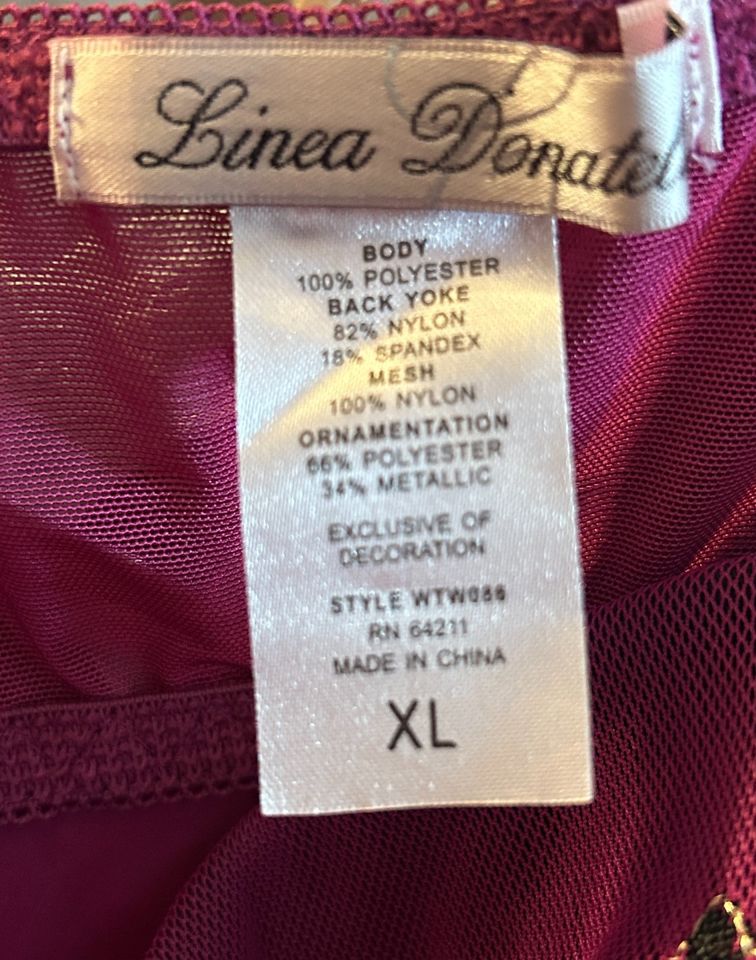 Linea Donatel
BODY
100% POLYESTER
BACK YOKE
82% NYLON
18% SPANDEX
MESH
100% NYLON
ORNAMENTATION
66% POLYESTER
34% METALLIC
EXCLUSIVE OF
DECORATION
STYLE WTW086
RN 64211
MADE IN CHINA
XL